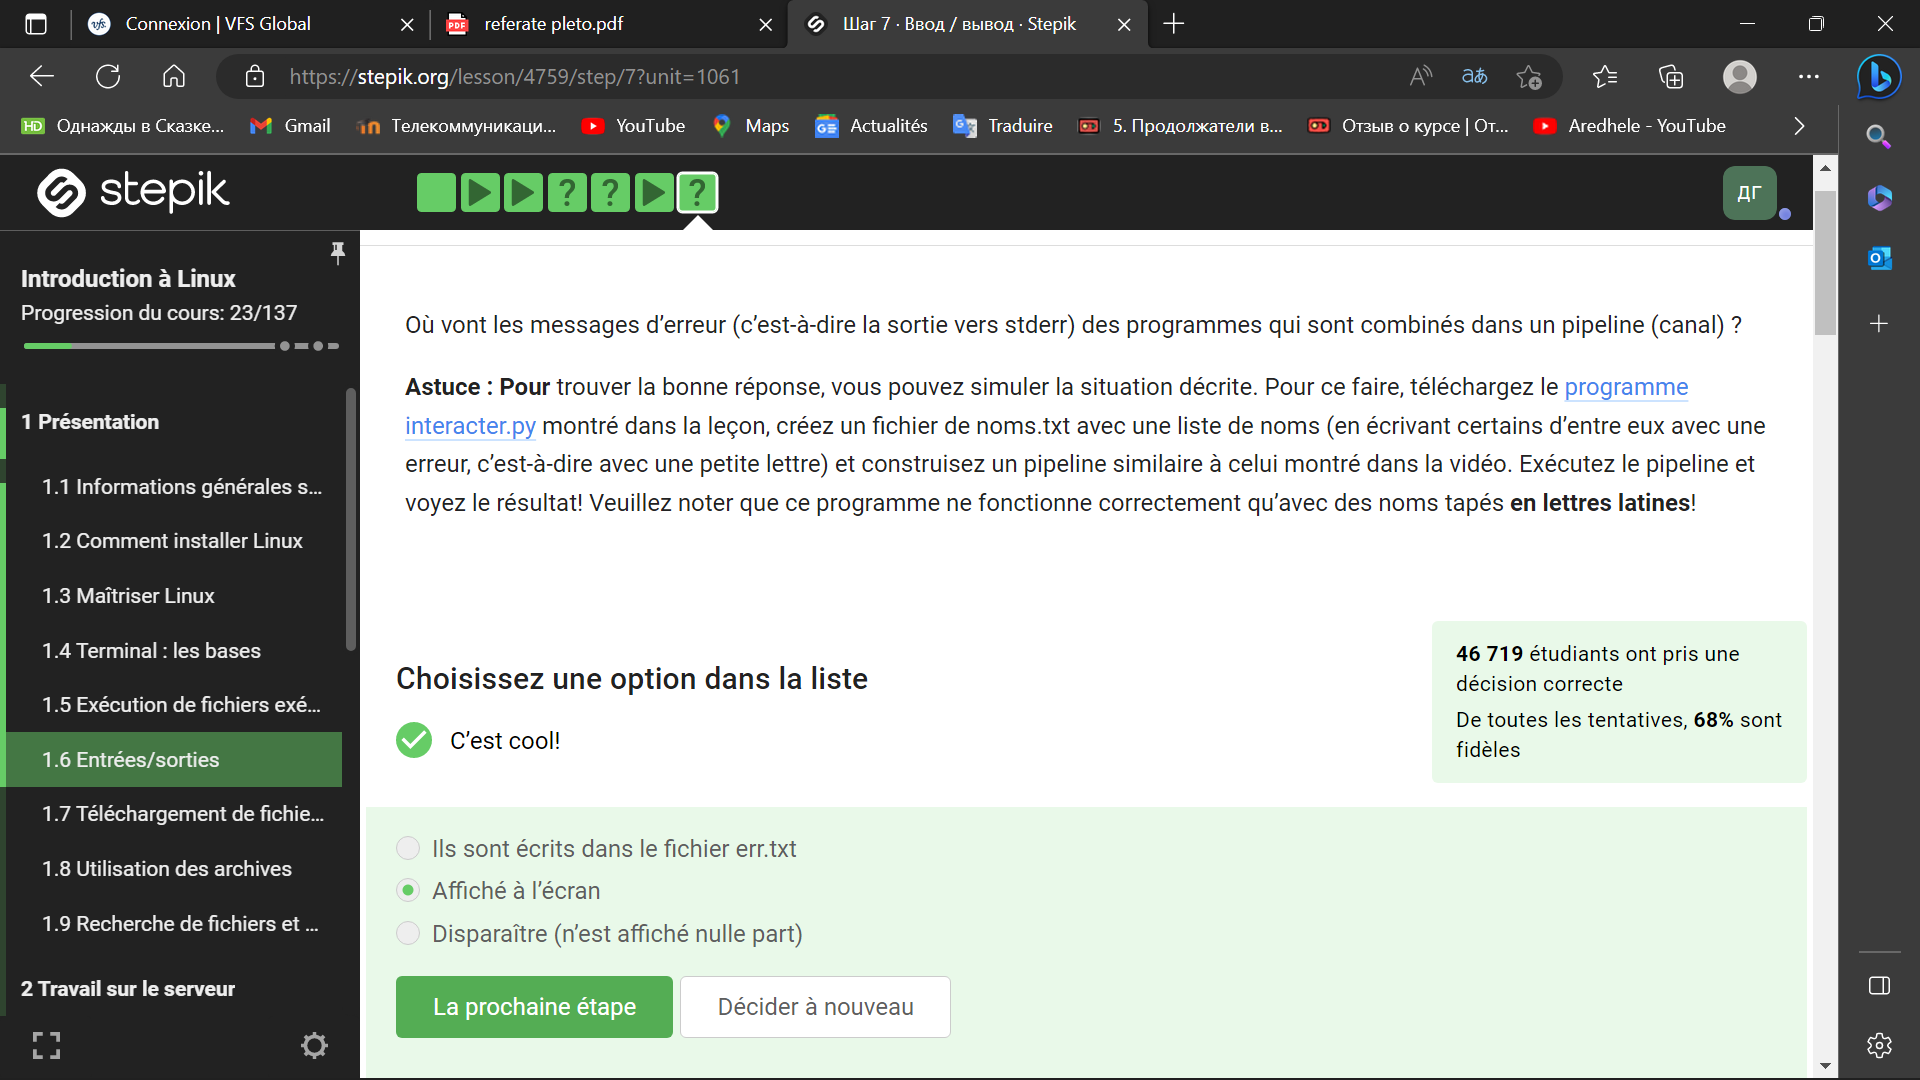 Connexion | VFS Global
referate pleto.pdf
Шаг 7 · Ввод / вывод · Stepik
https://stepik.org/lesson/4759/step/7?unit=1061
Однажды в Сказке...
Gmail
Телекоммуникаци...
YouTube
Maps
Actualités
Traduire
5. Продолжатели в...
Отзыв о курсе | От...
Aredhele - YouTube
stepik
ДГ
Introduction à Linux
Progression du cours: 23/137
1 Présentation
1.1 Informations générales s...
1.2 Comment installer Linux
1.3 Maîtriser Linux
1.4 Terminal : les bases
1.5 Exécution de fichiers exé...
1.6 Entrées/sorties
1.7 Téléchargement de fichie...
1.8 Utilisation des archives
1.9 Recherche de fichiers et ...
2 Travail sur le serveur
Où vont les messages d’erreur (c’est-à-dire la sortie vers stderr) des programmes qui sont combinés dans un pipeline (canal) ?
Astuce : Pour trouver la bonne réponse, vous pouvez simuler la situation décrite. Pour ce faire, téléchargez le programme
interacter.py montré dans la leçon, créez un fichier de noms.txt avec une liste de noms (en écrivant certains d’entre eux avec une
erreur, c’est-à-dire avec une petite lettre) et construisez un pipeline similaire à celui montré dans la vidéo. Exécutez le pipeline et
voyez le résultat! Veuillez noter que ce programme ne fonctionne correctement qu’avec des noms tapés en lettres latines!
Choisissez une option dans la liste
C’est cool!
46 719 étudiants ont pris une
décision correcte
De toutes les tentatives, 68% sont
fidèles
Ils sont écrits dans le fichier err.txt
Affiché à l’écran
Disparaître (n’est affiché nulle part)
La prochaine étape
Décider à nouveau